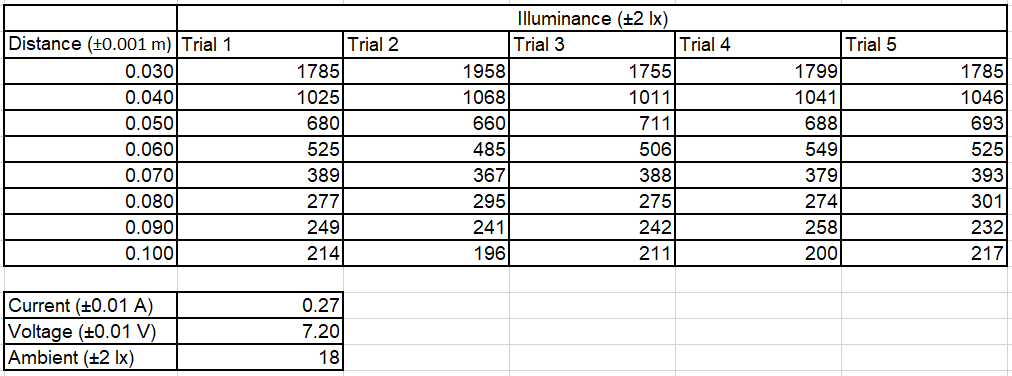 Illuminance (±2 lx)
Distance (±0.001 m) Trial 1 Trial 2 Trial 3 Trial 4 Trial 5
0.030 1785 1958 1755 1799 1785
0.040 1025 1068 1011 1041 1046
0.050 680 660 711 688 693
0.060 525 485 506 549 525
0.070 389 367 388 379 393
0.080 277 295 275 274 301
0.090 249 241 242 258 232
0.100 214 196 211 200 217
Current (±0.01 A) 0.27
Voltage (±0.01 V) 7.20
Ambient (±2 lx) 18